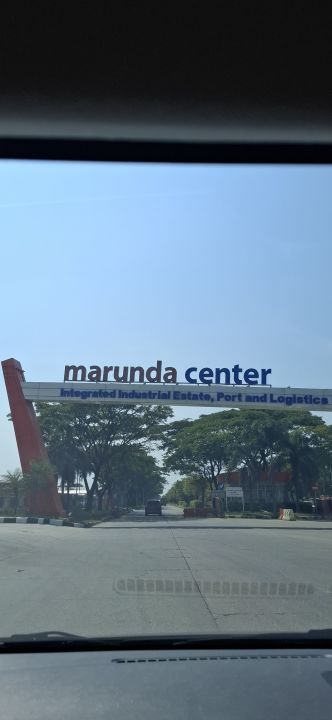 marunda center
Integrated Industrial Estate, Port and Logistics